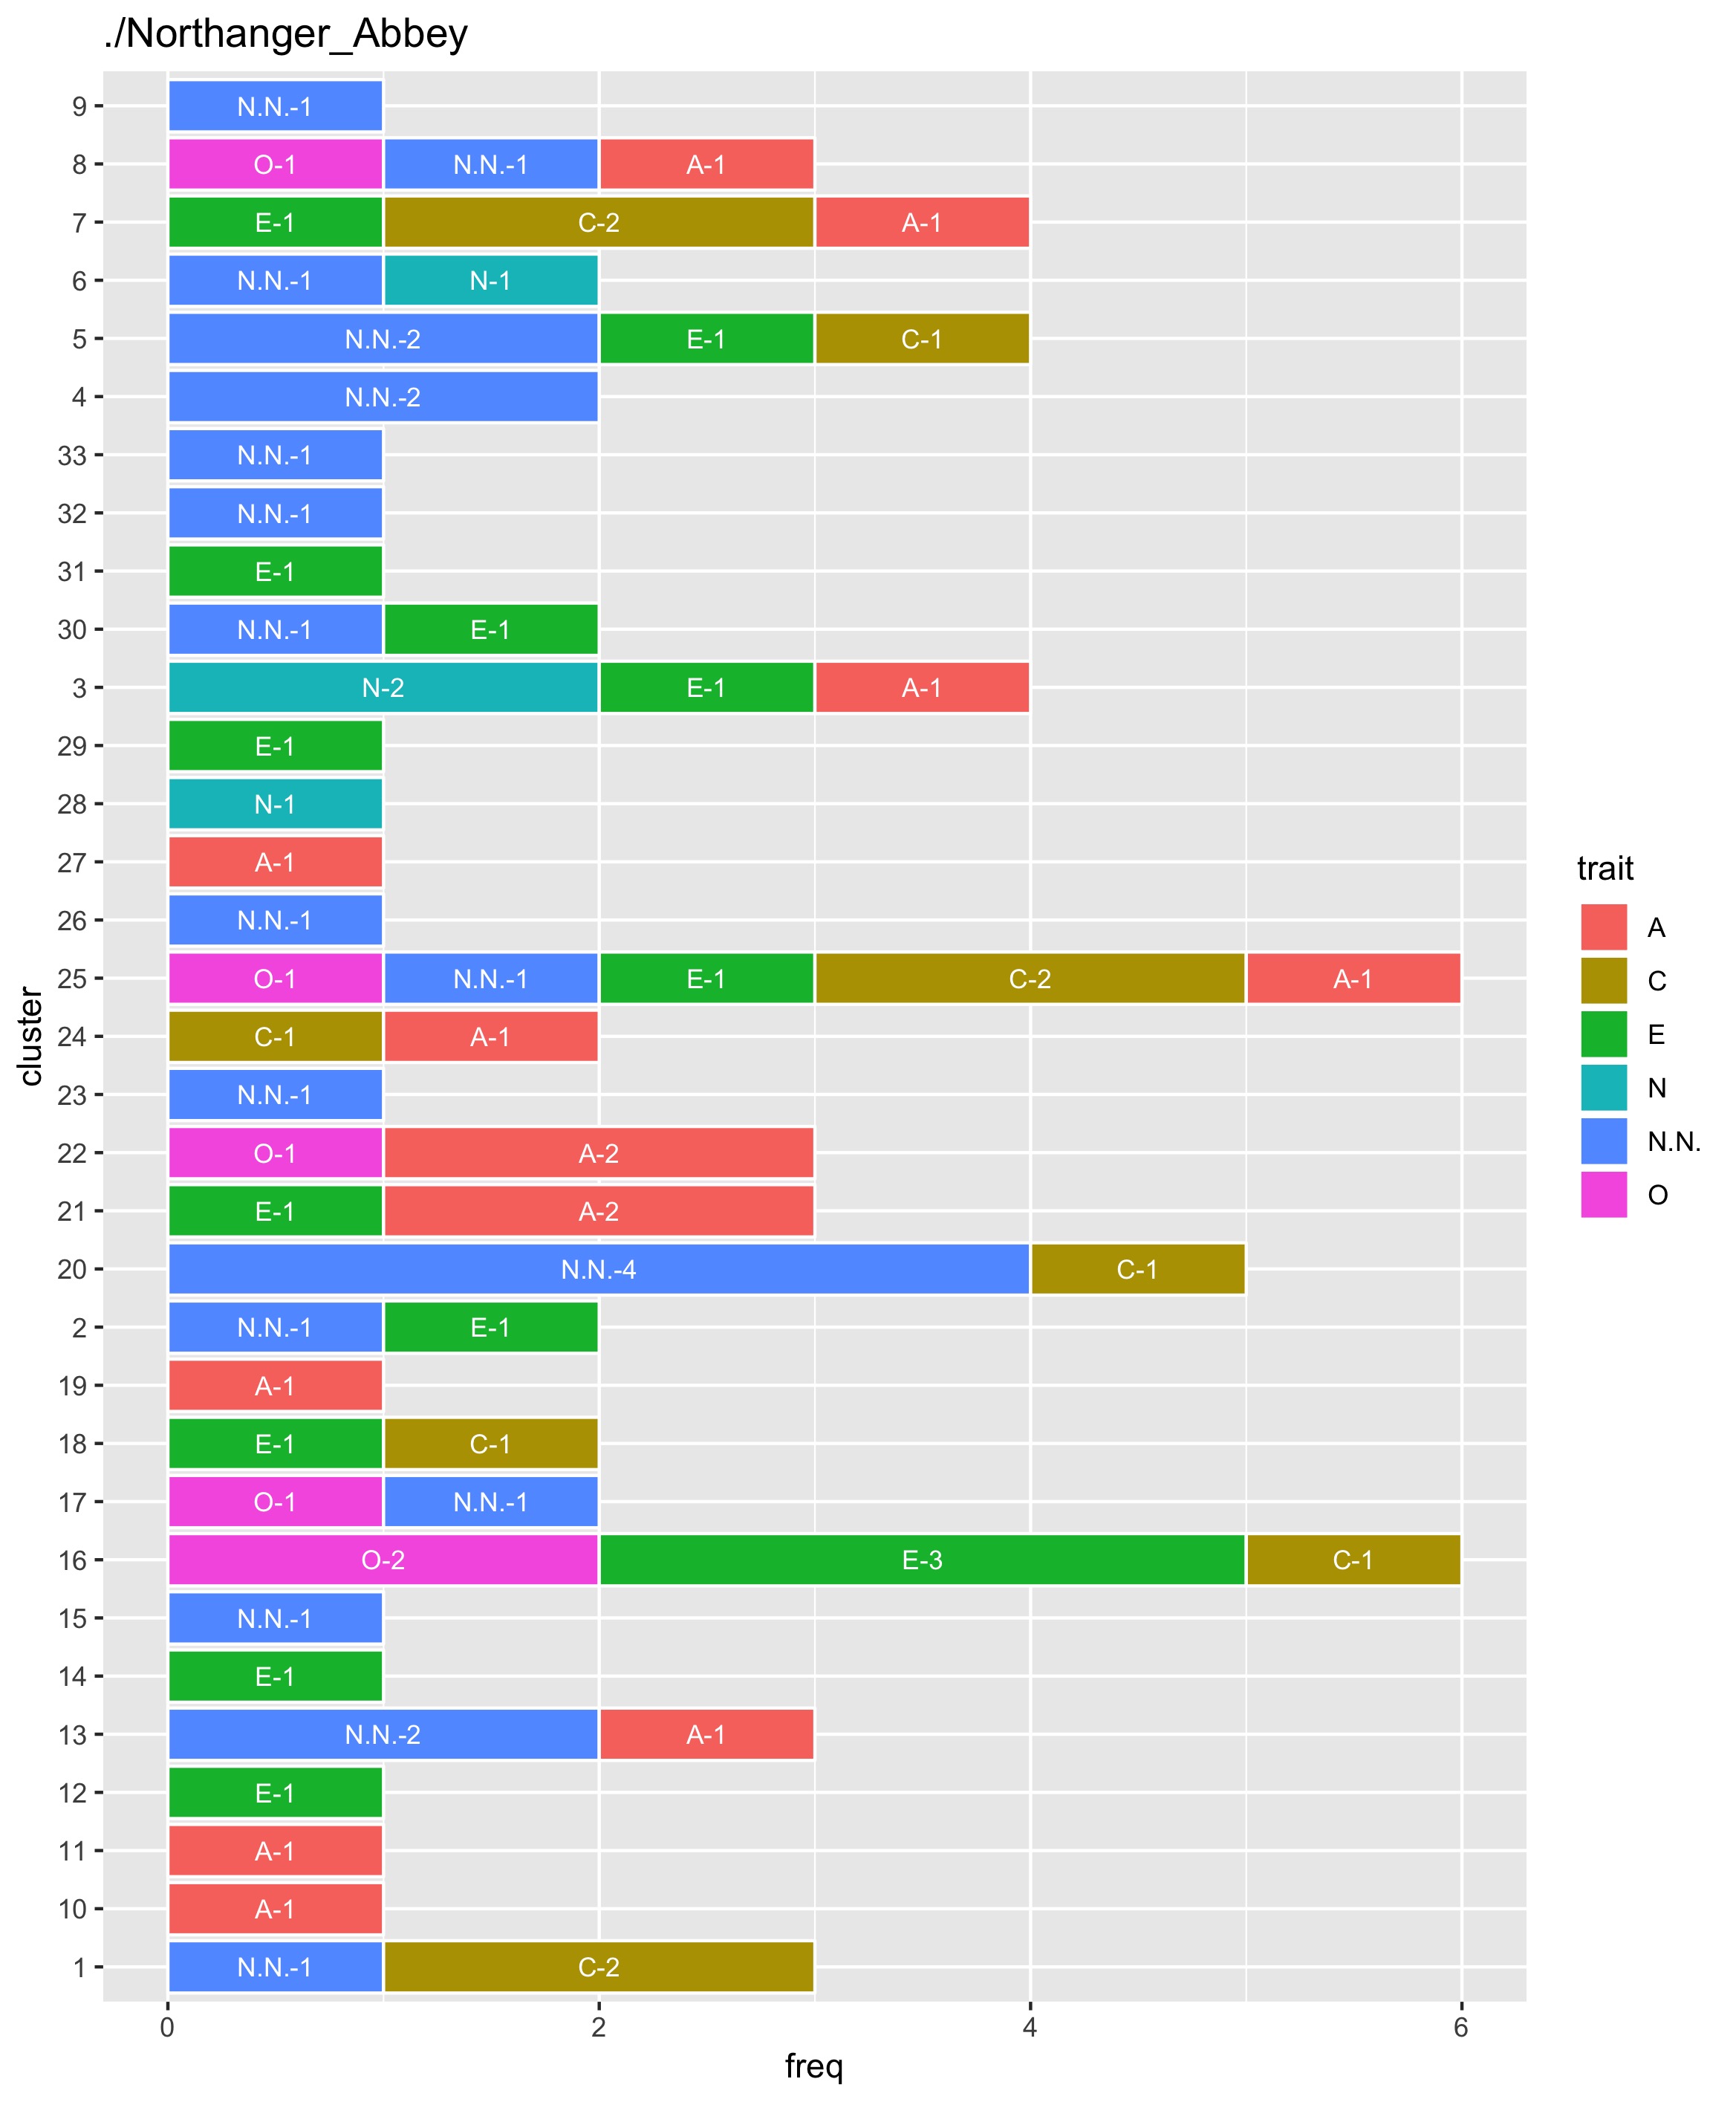 ./Northanger_Abbey
9 N.N.-1
8 O-1 N.N.-1 A-1
7 E-1 C-2 A-1
6 N.N.-1 N-1
5 N.N.-2 E-1 C-1
4 N.N.-2
33 N.N.-1
32 N.N.-1
31 E-1
30 N.N.-1 E-1
3 N-2 E-1 A-1
29 E-1
28 N-1
27 A-1
26 N.N.-1
25 O-1 N.N.-1 E-1 C-2 A-1
24 C-1 A-1
23 N.N.-1
22 O-1 A-2
21 E-1 A-2
20 N.N.-4 C-1
2 N.N.-1 E-1
19 A-1
18 E-1 C-1
17 O-1 N.N.-1
16 O-2 E-3 C-1
15 N.N.-1
14 E-1
13 N.N.-2 A-1
12 E-1
11 A-1
10 A-1
1 N.N.-1 C-2
0 2 4 6
freq
cluster
trait
A
C
E
N
N.N.
O